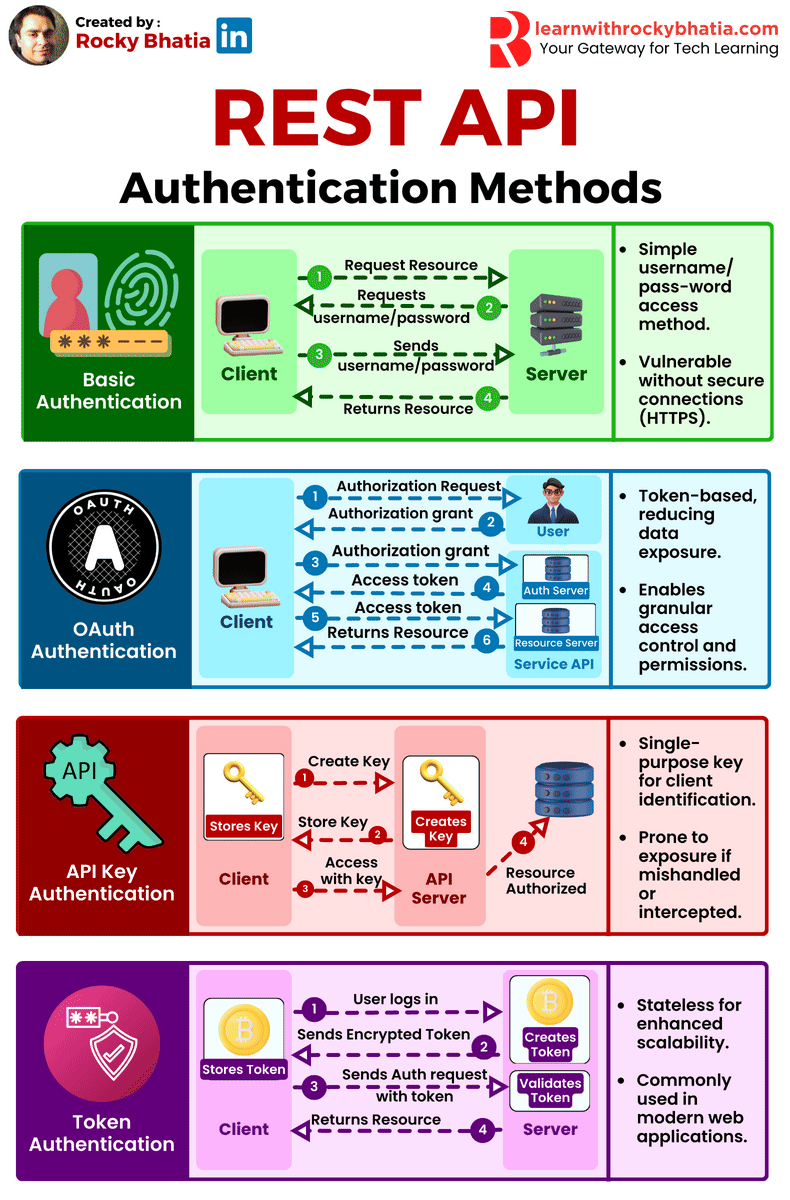 Created by :
Rocky Bhatia
in
learnwithrockybhatia.com
Your Gateway for Tech Learning
REST API
Authentication Methods
Basic
Authentication
Client
1
Request Resource
Requests
2
username/password
3
Sends
username/password
4
Returns Resource
Server
• Simple
username/
pass-word
access
method.
• Vulnerable
without secure
connections
(HTTPS).
OAUTH
A
OAUTH
OAuth
Authentication
Client
1
Authorization Request
Authorization grant
2
3
Authorization grant
Access token
4
5
Access token
Returns Resource
6
User
Auth Server
Resource Server
Service API
• Token-based,
reducing
data
exposure.
• Enables
granular
access
control and
permissions.
API
API Key
Authentication
Stores Key
Client
Create Key
1
Store Key
2
Access
with key
3
Creates
Key
API
Server
4
Resource
Authorized
• Single-
purpose key
for client
identification.
• Prone to
exposure if
mishandled
or
intercepted.
Token
Authentication
Stores Token
Client
1
User logs in
Sends Encrypted Token
2
3
Sends Auth request
with token
Returns Resource
4
Creates
Token
Validates
Token
Server
• Stateless for
enhanced
scalability.
• Commonly
used in
modern web
applications.